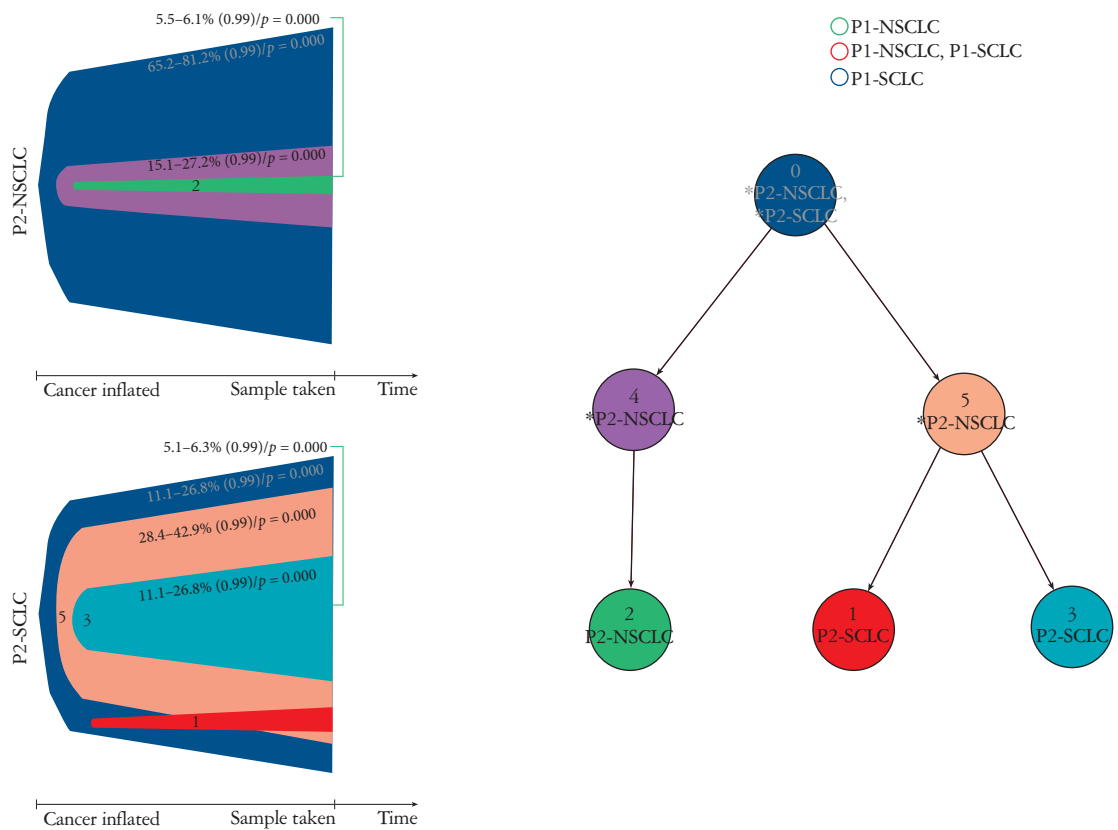 5.5–6.1% (0.99)/p = 0.000
65.2–81.2% (0.99)/p = 0.000
15.1–27.2% (0.99)/p = 0.000
2
P2-NSCLC
Cancer inflated
Sample taken
Time
5.1–6.3% (0.99)/p = 0.000
11.1–26.8% (0.99)/p = 0.000
28.4–42.9% (0.99)/p = 0.000
11.1–26.8% (0.99)/p = 0.000
5
3
1
P2-SCLC
Cancer inflated
Sample taken
Time
P1-NSCLC
P1-NSCLC, P1-SCLC
P1-SCLC
0
*P2-NSCLC,
*P2-SCLC
4
*P2-NSCLC
5
*P2-NSCLC
2
P2-NSCLC
1
P2-SCLC
3
P2-SCLC